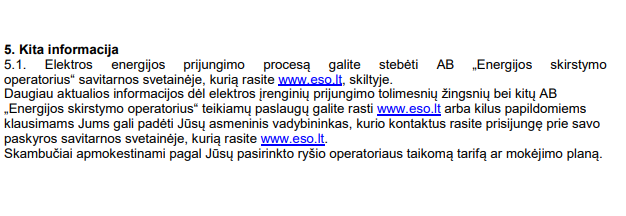 5. Kita informacija
5.1. Elektros energijos prijungimo procesą galite stebėti AB „Energijos skirstymo
operatorius“ savitarnos svetainėje, kurią rasite www.eso.lt, skiltyje.
Daugiau aktualios informacijos dėl elektros įrenginių prijungimo tolimesnių žingsnių bei kitų AB
„Energijos skirstymo operatorius“ teikiamų paslaugų galite rasti www.eso.lt arba kilus papildomiems
klausimams Jums gali padėti Jūsų asmeninis vadybininkas, kurio kontaktus rasite prisijungę prie savo
paskyros savitarnos svetainėje, kurią rasite www.eso.lt.
Skambučiai apmokestinami pagal Jūsų pasirinkto ryšio operatoriaus taikomą tarifą ar mokėjimo planą.